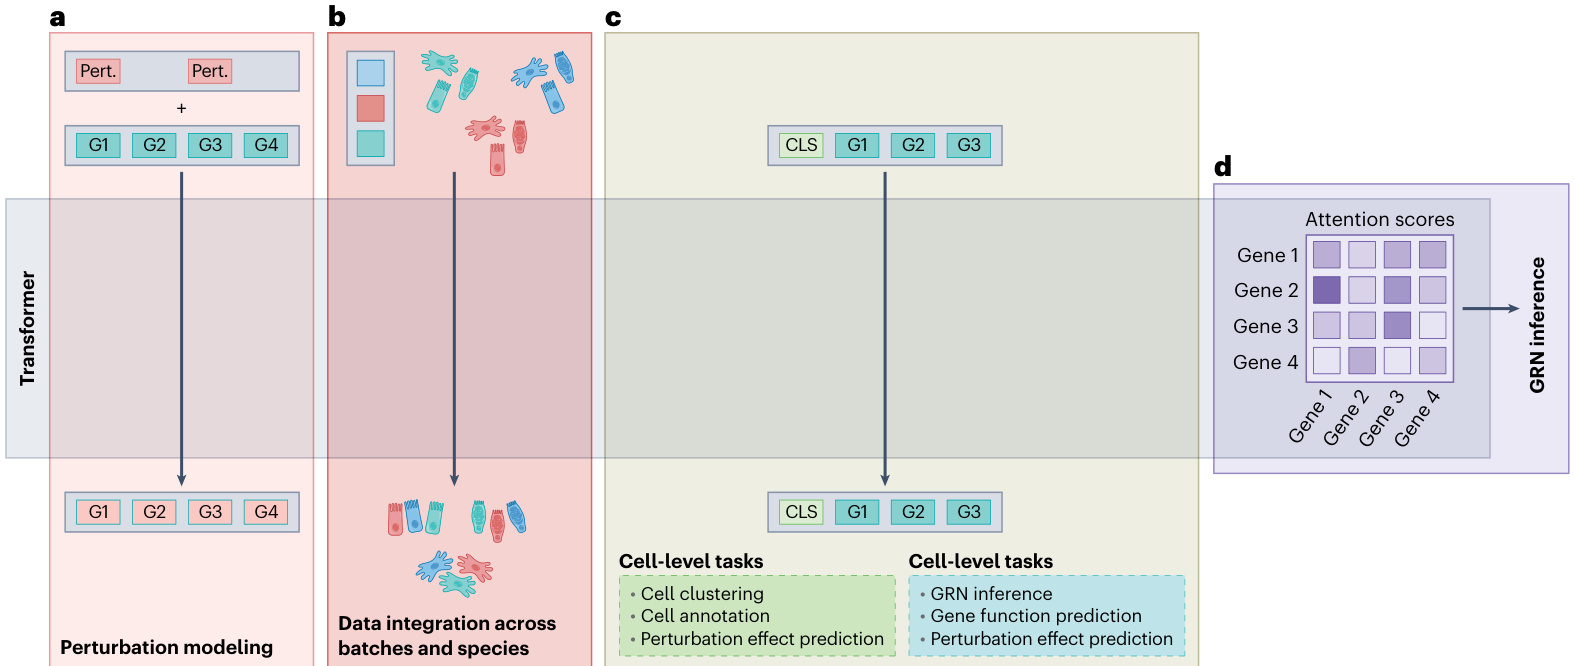 a
Pert. Pert.
+
G1 G2 G3 G4
G1 G2 G3 G4
Perturbation modeling
b
Data integration across
batches and species
c
CLS G1 G2 G3
CLS G1 G2 G3
Cell-level tasks
• Cell clustering
• Cell annotation
• Perturbation effect prediction
Cell-level tasks
• GRN inference
• Gene function prediction
• Perturbation effect prediction
d
Attention scores
Gene 1
Gene 2
Gene 3
Gene 4
Gene 1 Gene 2 Gene 3 Gene 4
GRN inference
Transformer